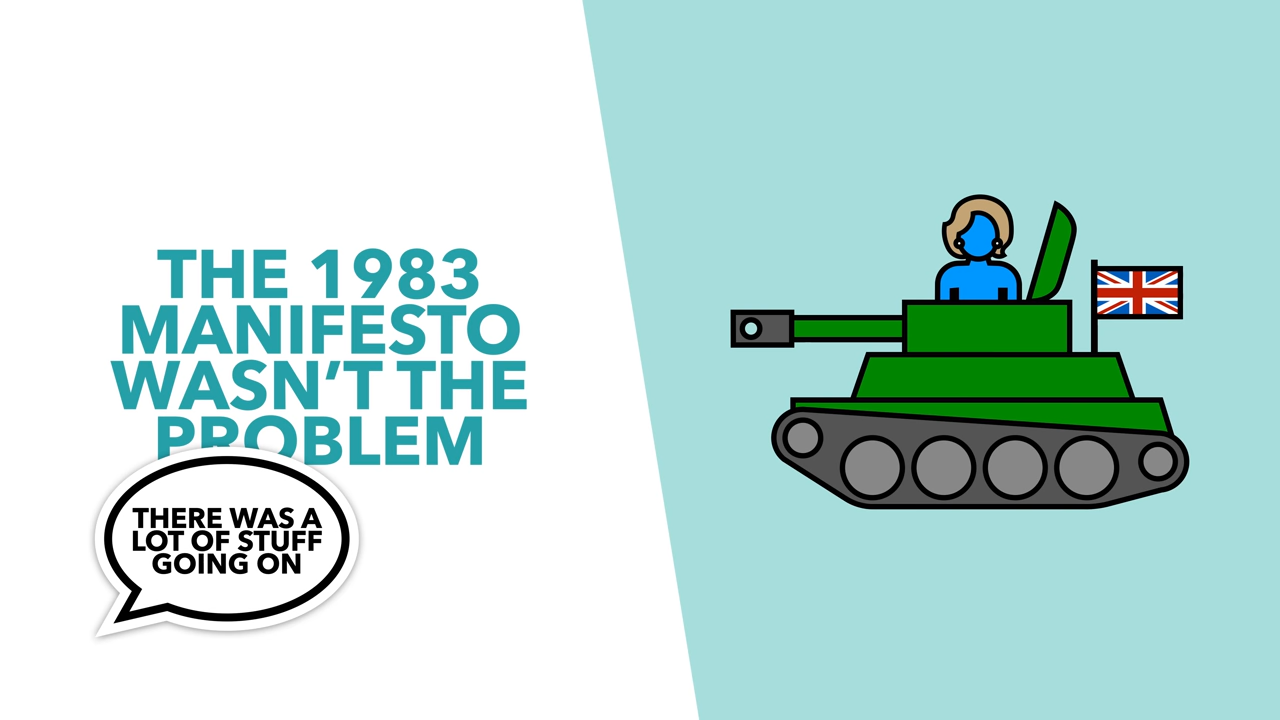 THE 1983
MANIFESTO
WASN'T THE
PROBLEM
THERE WAS A
LOT OF STUFF
GOING ON